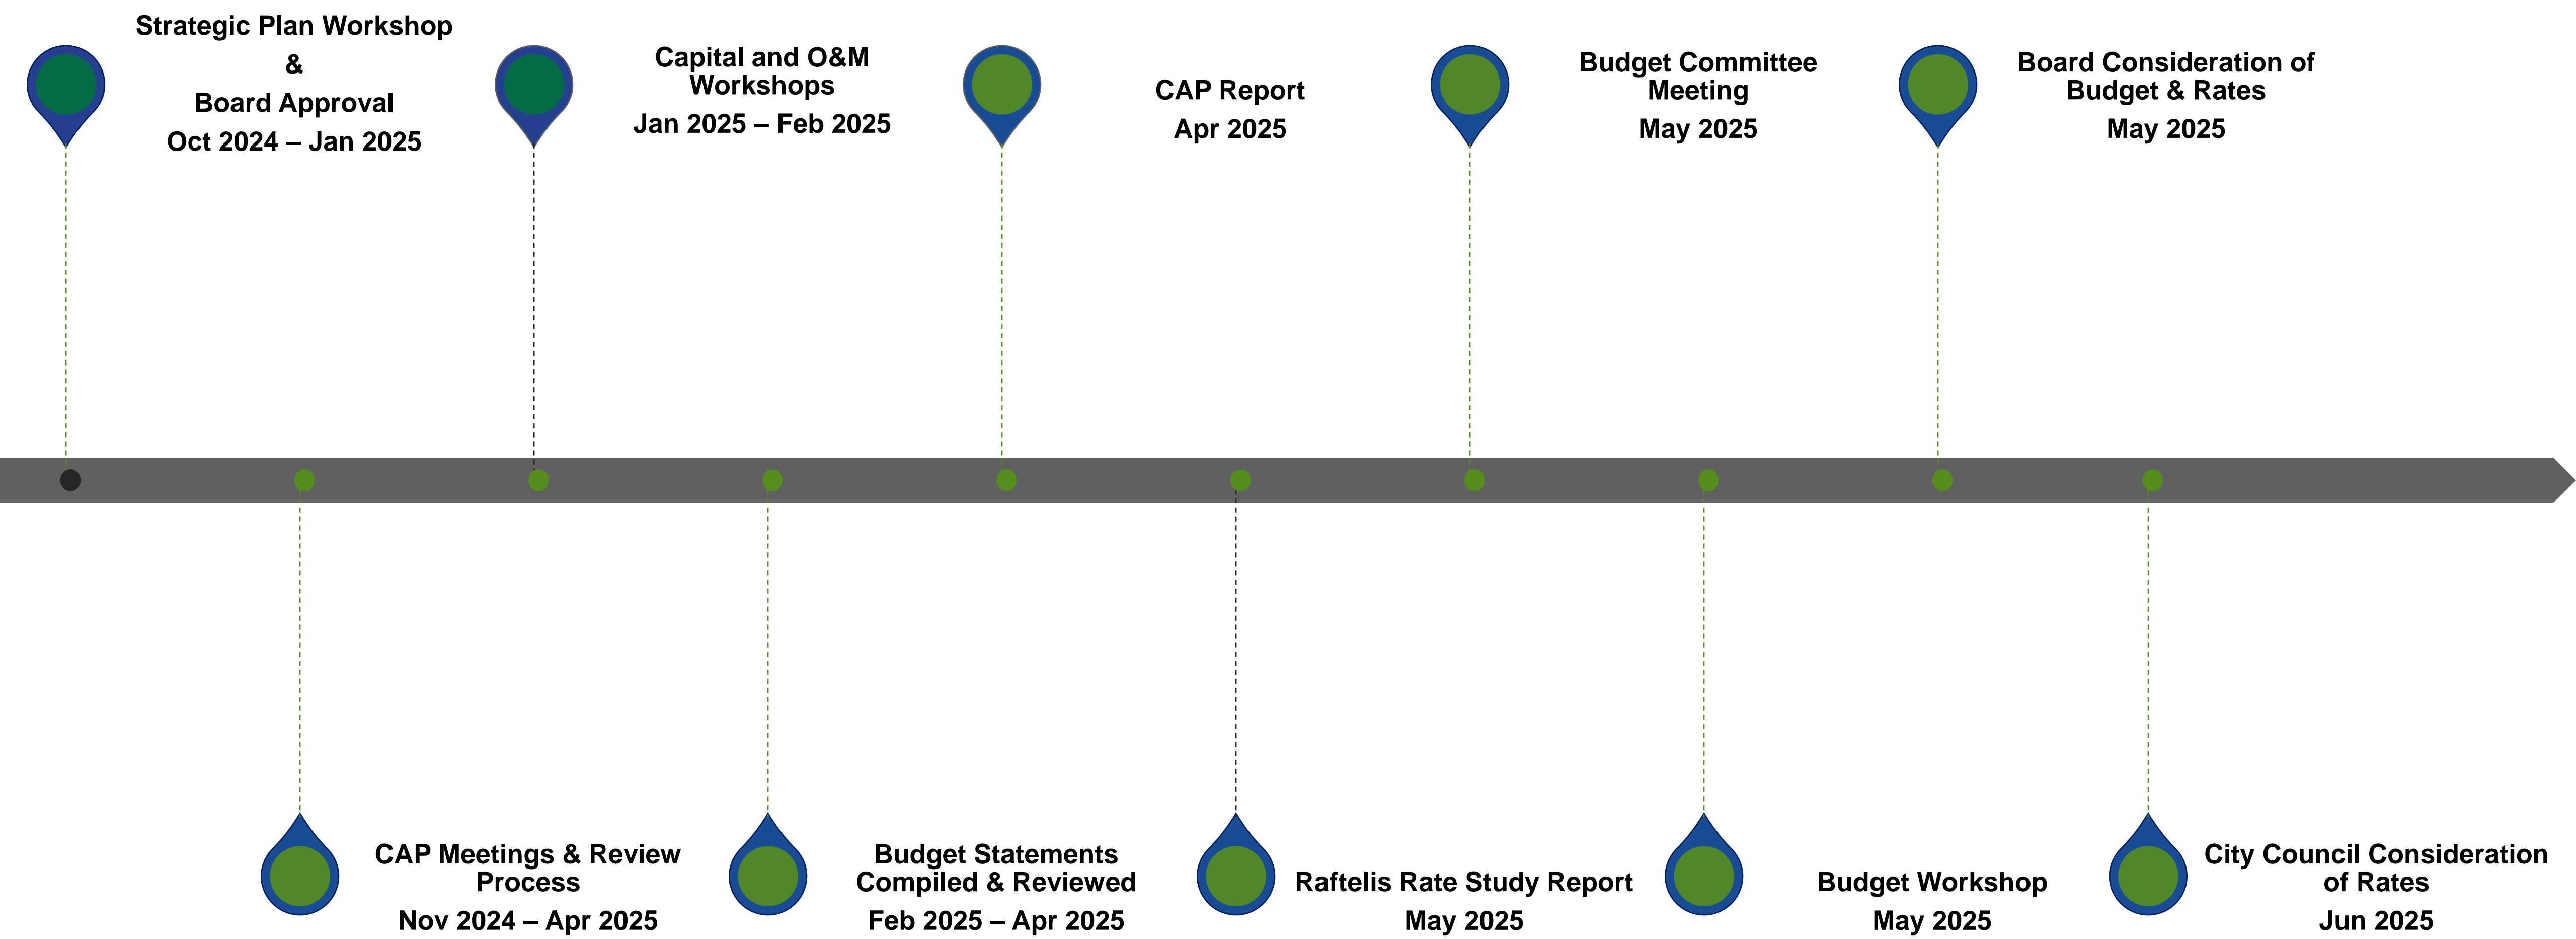 Strategic Plan Workshop
&
Board Approval
Oct 2024 – Jan 2025
Capital and O&M
Workshops
Jan 2025 – Feb 2025
CAP Report
Apr 2025
Budget Committee
Meeting
May 2025
Board Consideration of
Budget & Rates
May 2025
CAP Meetings & Review
Process
Nov 2024 – Apr 2025
Budget Statements
Compiled & Reviewed
Feb 2025 – Apr 2025
Raftelis Rate Study Report
May 2025
Budget Workshop
May 2025
City Council Consideration
of Rates
Jun 2025